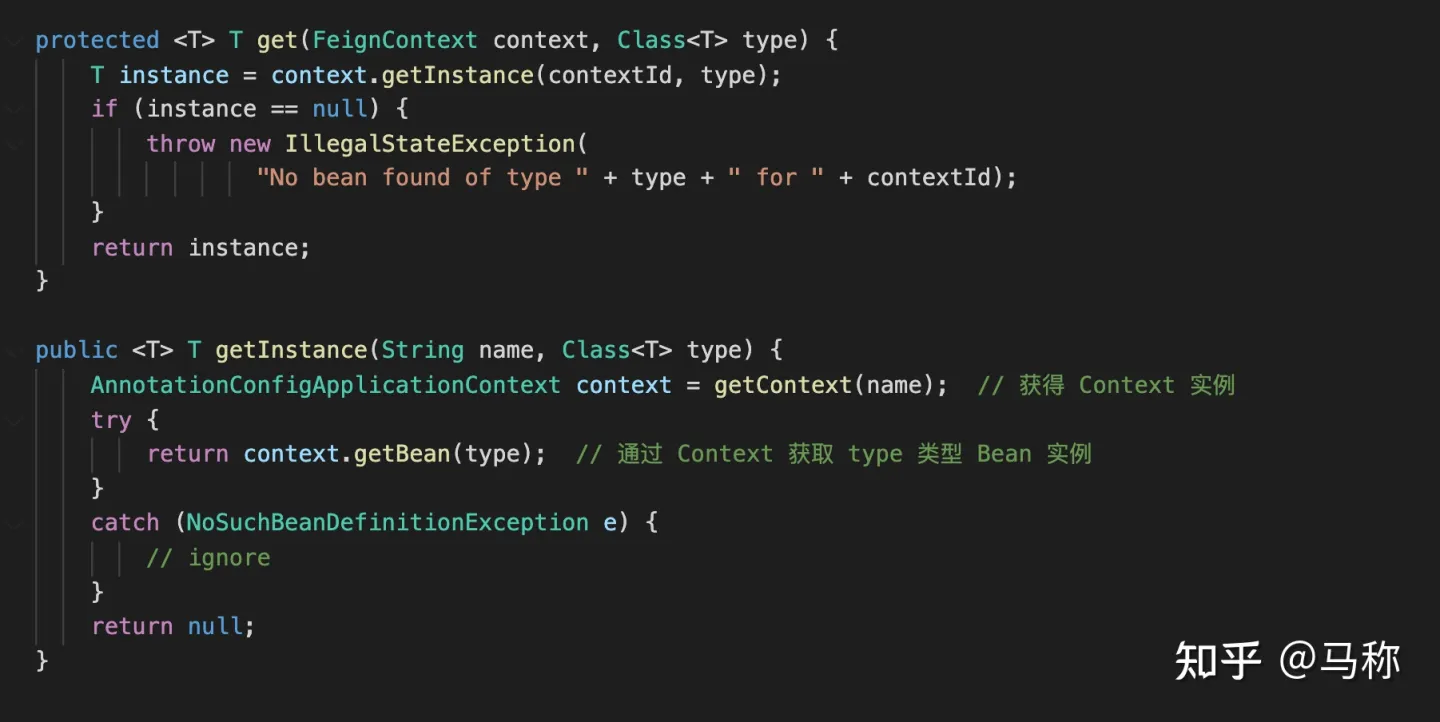 protected <T> T get(FeignContext context, Class<T> type) {
    T instance = context.getInstance(contextId, type);
    if (instance == null) {
        throw new IllegalStateException(
                "No bean found of type " + type + " for " + contextId);
    }
    return instance;
}

public <T> T getInstance(String name, Class<T> type) {
    AnnotationConfigApplicationContext context = getContext(name);  // 获得 Context 实例
    try {
        return context.getBean(type);  // 通过 Context 获取 type 类型 Bean 实例
    }
    catch (NoSuchBeanDefinitionException e) {
        // ignore
    }
    return null;
}
知乎 @马称